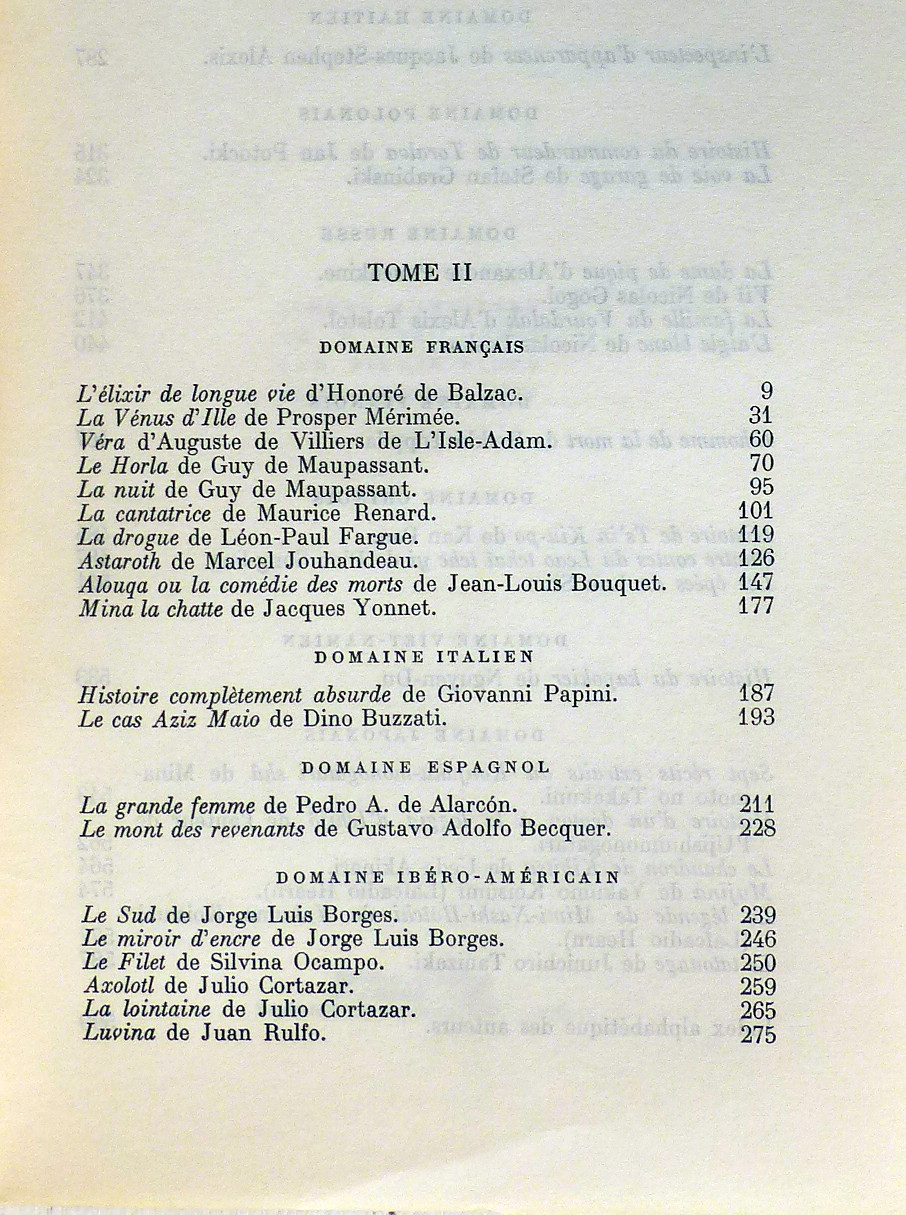 TOME II
DOMAINE FRANÇAIS
L'élixir de longue vie d'Honoré de Balzac. 9
La Vénus d'Ille de Prosper Mérimée. 31
Véra d'Auguste de Villiers de L'Isle-Adam. 60
Le Horla de Guy de Maupassant. 70
La nuit de Guy de Maupassant. 95
La cantatrice de Maurice Renard. 101
La drogue de Léon-Paul Fargue. 119
Astaroth de Marcel Jouhandeau. 126
Alouqa ou la comédie des morts de Jean-Louis Bouquet. 147
Mina la chatte de Jacques Yonnet. 177
DOMAINE ITALIEN
Histoire complètement absurde de Giovanni Papini. 187
Le cas Aziz Maio de Dino Buzzati. 193
DOMAINE ESPAGNOL
La grande femme de Pedro A. de Alarcón. 211
Le mont des revenants de Gustavo Adolfo Becquer. 228
DOMAINE IBÉRO-AMÉRICAIN
Le Sud de Jorge Luis Borges. 239
Le miroir d'encre de Jorge Luis Borges. 246
Le Filet de Silvina Ocampo. 250
Axolotl de Julio Cortazar. 259
La lointaine de Julio Cortazar. 265
Luvina de Juan Rulfo. 275